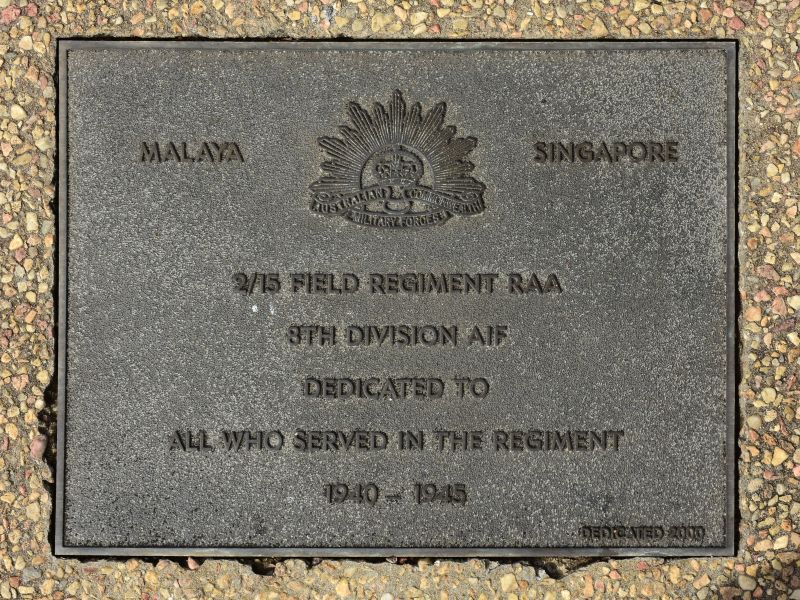 MALAYA
SINGAPORE
AUSTRALIAN COMMONWEALTH
MILITARY FORCES
2/15 FIELD REGIMENT RAA
8TH DIVISION AIF
DEDICATED TO
ALL WHO SERVED IN THE REGIMENT
1940 – 1945
DEDICATED 2000